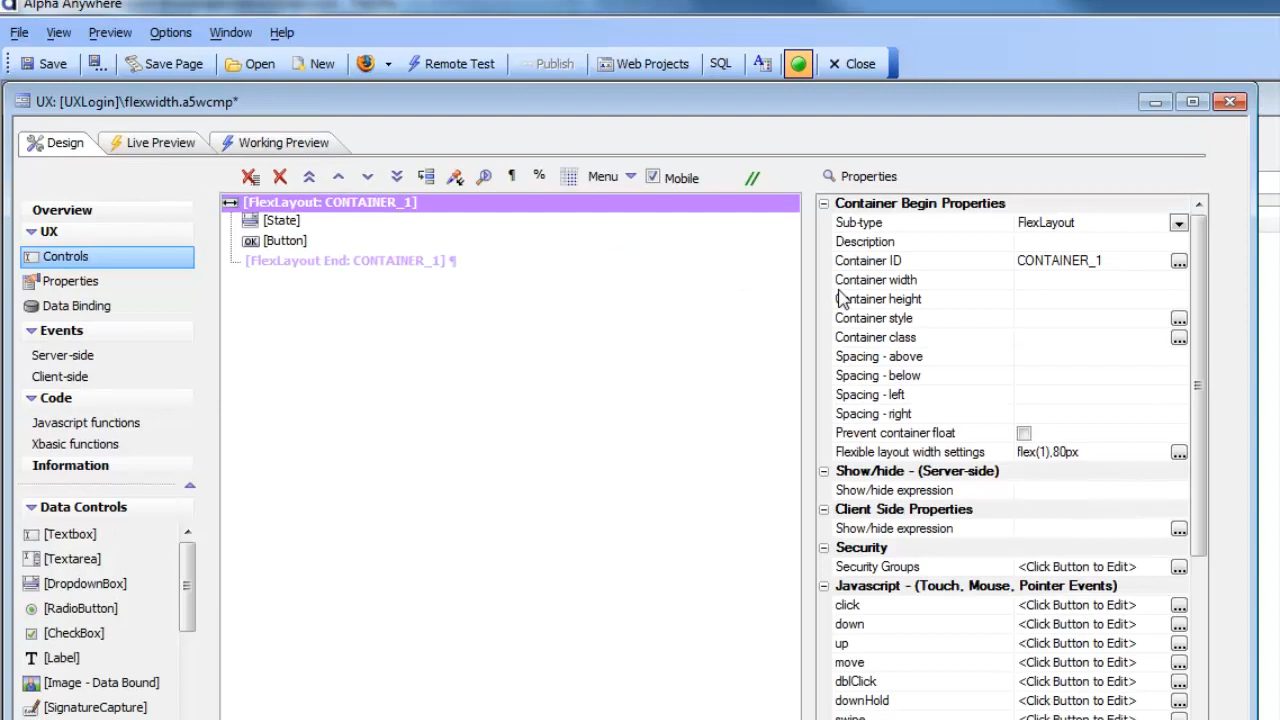 Alpha Anywhere
File View Preview Options Window Help
Save Save Page Open New Remote Test Publish Web Projects SQL A Close
UX: [UXLogin]\flexwidth.a5wcmp*
Design Live Preview Working Preview
¶ % Menu Mobile //
Properties
Overview
UX
Controls
Properties
Data Binding
Events
Server-side
Client-side
Code
Javascript functions
Xbasic functions
Information
Data Controls
[Textbox]
[Textarea]
[DropdownBox]
[RadioButton]
[CheckBox]
T [Label]
[Image - Data Bound]
[SignatureCapture]
[FlexLayout: CONTAINER_1]
[State]
OK [Button]
[FlexLayout End: CONTAINER_1] ¶
Container Begin Properties
Sub-type FlexLayout
Description
Container ID CONTAINER_1 ...
Container width
Container height
Container style ...
Container class ...
Spacing - above
Spacing - below
Spacing - left
Spacing - right
Prevent container float
Flexible layout width settings flex(1),80px ...
Show/hide - (Server-side)
Show/hide expression
Client Side Properties
Show/hide expression ...
Security
Security Groups <Click Button to Edit> ...
Javascript - (Touch, Mouse, Pointer Events)
click <Click Button to Edit> ...
down <Click Button to Edit> ...
up <Click Button to Edit> ...
move <Click Button to Edit> ...
dblClick <Click Button to Edit> ...
downHold <Click Button to Edit> ...
swipe